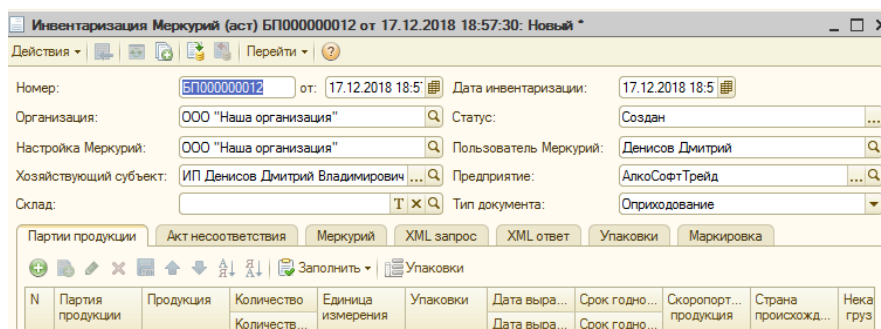 Инвентаризация Меркурий (аст) БП000000012 от 17.12.2018 18:57:30: Новый *
Действия Перейти
Номер: БП000000012 от: 17.12.2018 18:5 Дата инвентаризации: 17.12.2018 18:5
Организация: ООО "Наша организация" Статус: Создан
Настройка Меркурий: ООО "Наша организация" Пользователь Меркурий: Денисов Дмитрий
Хозяйствующий субъект: ИП Денисов Дмитрий Владимирович Предприятие: АлкоСофтТрейд
Склад: Тип документа: Оприходование
Партии продукции Акт несоответствия Меркурий XML запрос XML ответ Упаковки Маркировка
Заполнить Упаковки
N Партия Продукция Количество Единица Упаковки Дата выра... Срок годно... Скоропорт... Страна Нека
продукции Количеств... измерения Дата выра... Срок годно... продукция происхожд... груз